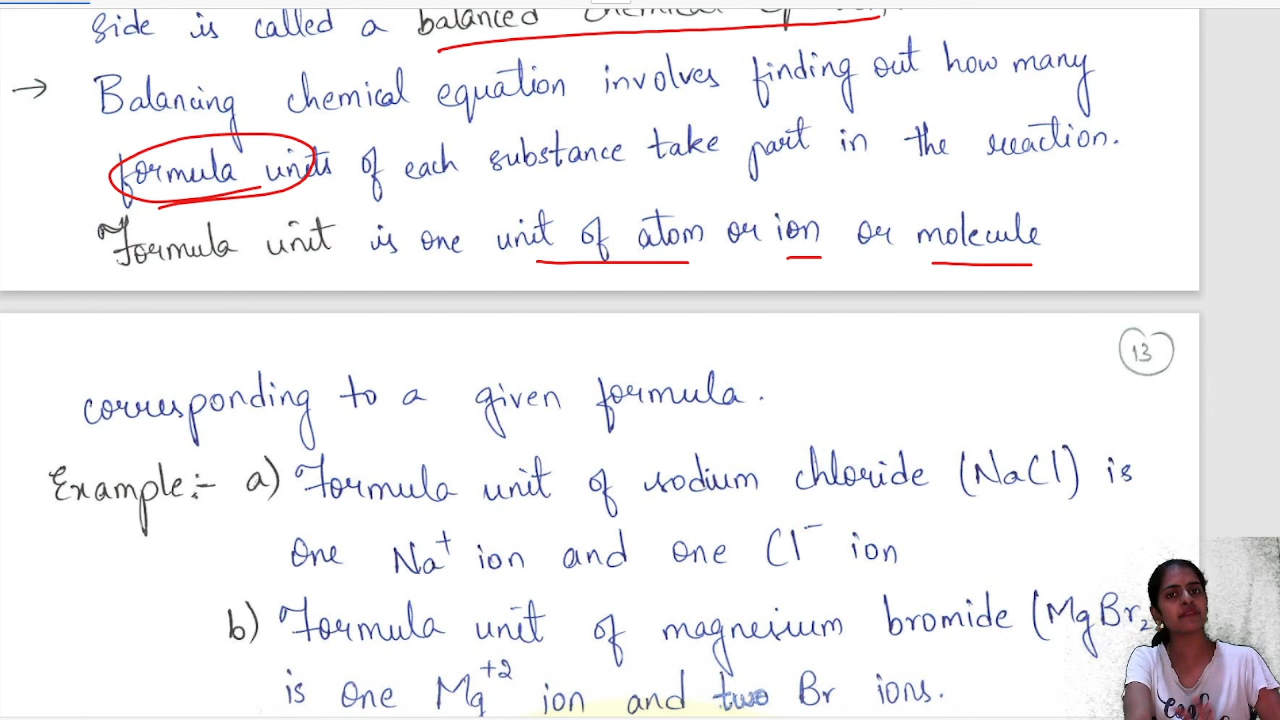 side is called a balanced chemical
→ Balancing chemical equation involves finding out how many
formula units of each substance take part in the reaction.
Formula unit is one unit of atom or ion or molecule
13
corresponding to a given formula.
Example:- a) Formula unit of sodium chloride (NaCl) is
one Na⁺ ion and one Cl⁻ ion
b) Formula unit of magnesium bromide (MgBr₂
is one Mg⁺² ion and two Br ions.